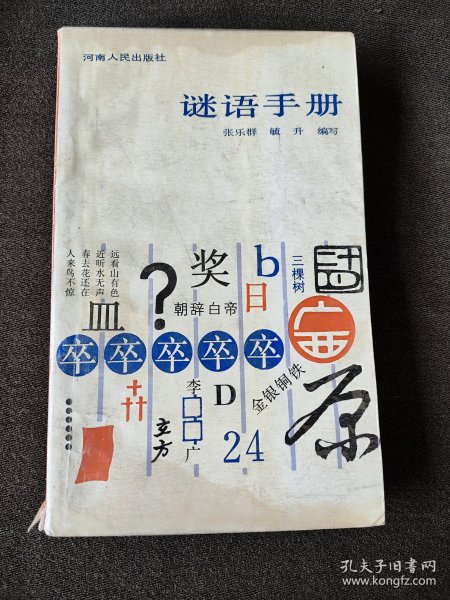 河南人民出版社
谜语手册
张乐群 毓升 编写
远看山有色
近听水无声
春去花还在
人来鸟不惊
皿
?
奖
朝辞白帝
b
日
三棵树
卒卒卒卒卒
李
广
立方
D
24
金银铜铁
孔夫子旧书网
www.kongfz.com